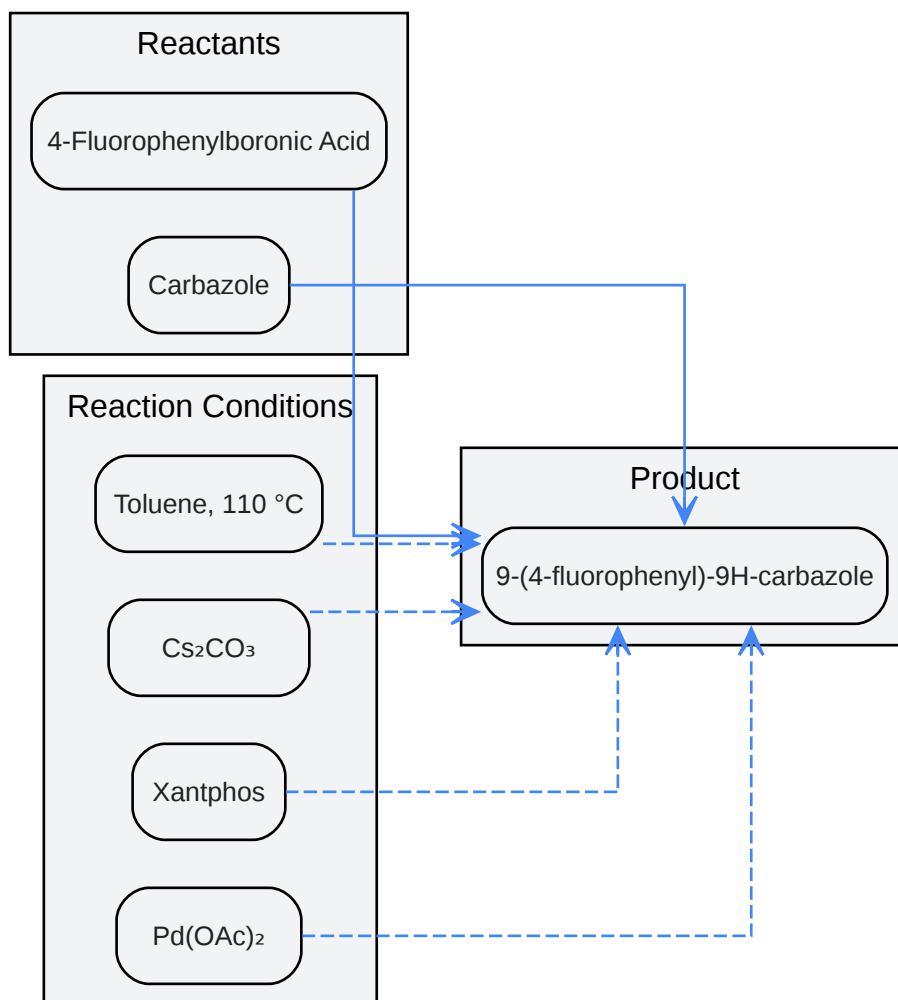 Reactants
4-Fluorophenylboronic Acid
Carbazole
Reaction Conditions
Toluene, 110 °C
Cs₂CO₃
Xantphos
Pd(OAc)₂
Product
9-(4-fluorophenyl)-9H-carbazole